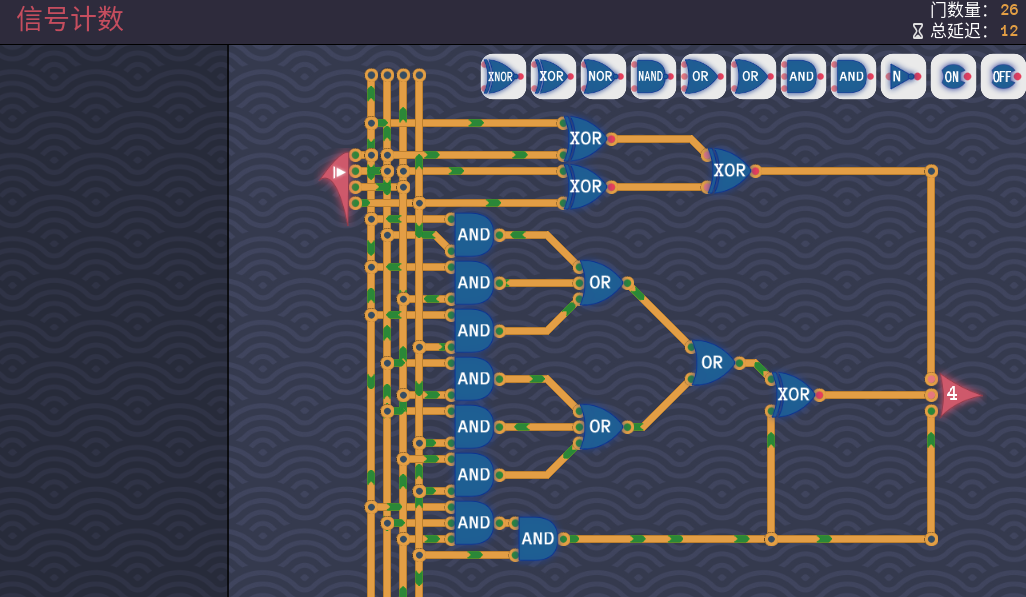 信号计数
门数量: 26
总延迟: 12
XNOR XOR NOR NAND OR OR AND AND N ON OFF
XOR
XOR
XOR
AND
AND
OR
AND
OR
AND
XOR
4
AND
OR
AND
AND
AND